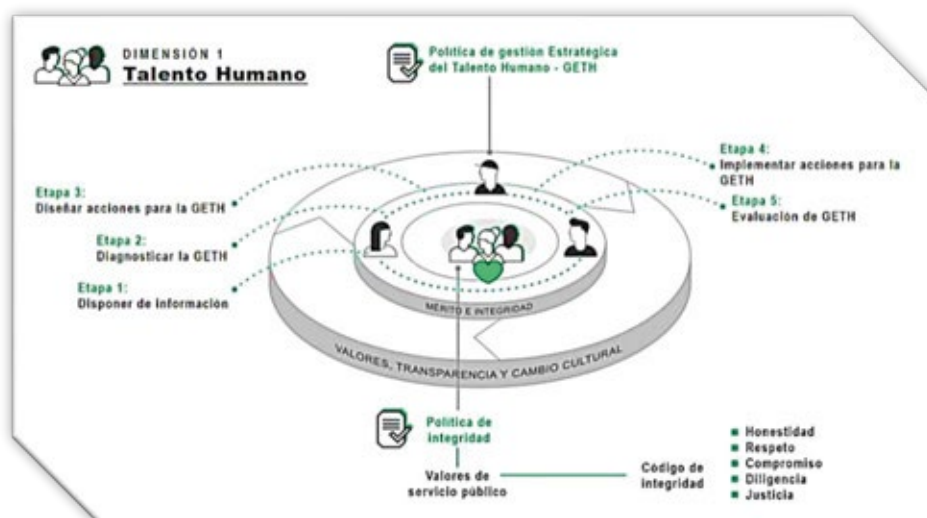 DIMENSIÓN 1
Talento Humano
Política de gestión Estratégica
del Talento Humano - GETH
Etapa 3:
Diseñar acciones para la GETH
Etapa 2:
Diagnosticar la GETH
Etapa 1:
Disponer de información
Etapa 4:
Implementar acciones para la
GETH
Etapa 5:
Evaluación de GETH
MÉRITO E INTEGRIDAD
VALORES, TRANSPARENCIA Y CAMBIO CULTURAL
Política de
integridad
Valores de
servicio público
Código de
integridad
Honestidad
Respeto
Compromiso
Diligencia
Justicia